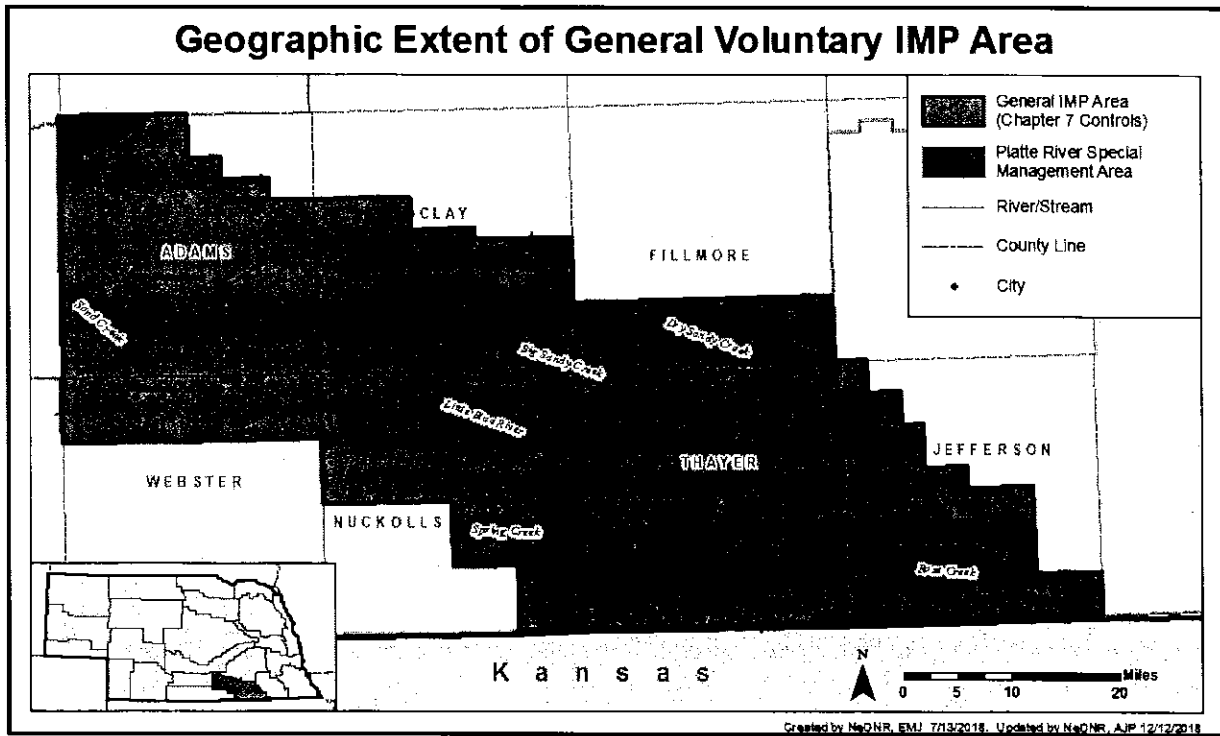 Geographic Extent of General Voluntary IMP Area
General IMP Area
(Chapter 7 Controls)
Platte River Special
Management Area
River/Stream
County Line
City
CLAY
ADAMS
FILLMORE
Sand Creek
Dry Sandy Creek
Big Sandy Creek
Little Blue River
JEFFERSON
THAYER
WEBSTER
NUCKOLLS
Spring Creek
Rose Creek
Kansas
N
Miles
0 5 10 20
Created by NeDNR, EMJ 7/13/2018. Updated by NeDNR, AJP 12/12/2018